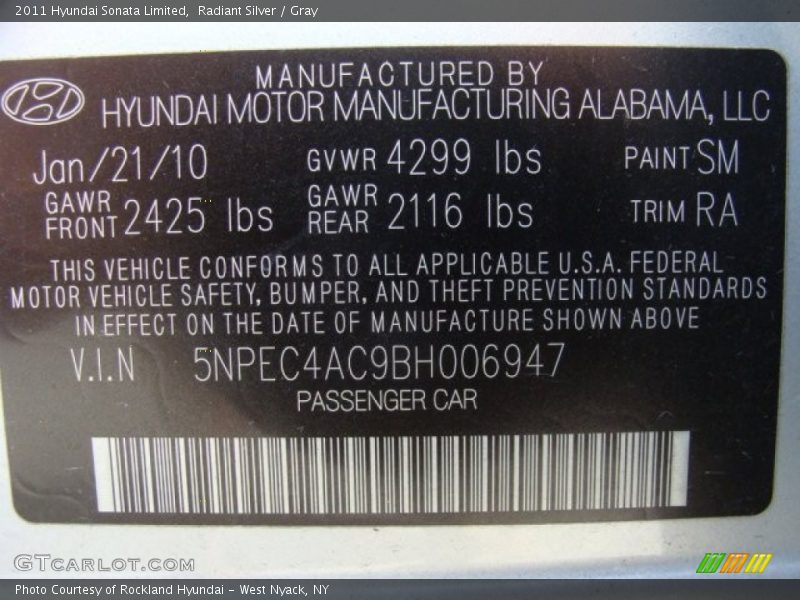 2011 Hyundai Sonata Limited, Radiant Silver / Gray
MANUFACTURED BY
HYUNDAI MOTOR MANUFACTURING ALABAMA, LLC
Jan/21/10 GVWR 4299 lbs PAINT SM
GAWR FRONT 2425 lbs GAWR REAR 2116 lbs TRIM RA
THIS VEHICLE CONFORMS TO ALL APPLICABLE U.S.A. FEDERAL
MOTOR VEHICLE SAFETY, BUMPER, AND THEFT PREVENTION STANDARDS
IN EFFECT ON THE DATE OF MANUFACTURE SHOWN ABOVE
V.I.N 5NPEC4AC9BH006947
PASSENGER CAR
GTCARLOT.COM
Photo Courtesy of Rockland Hyundai - West Nyack, NY